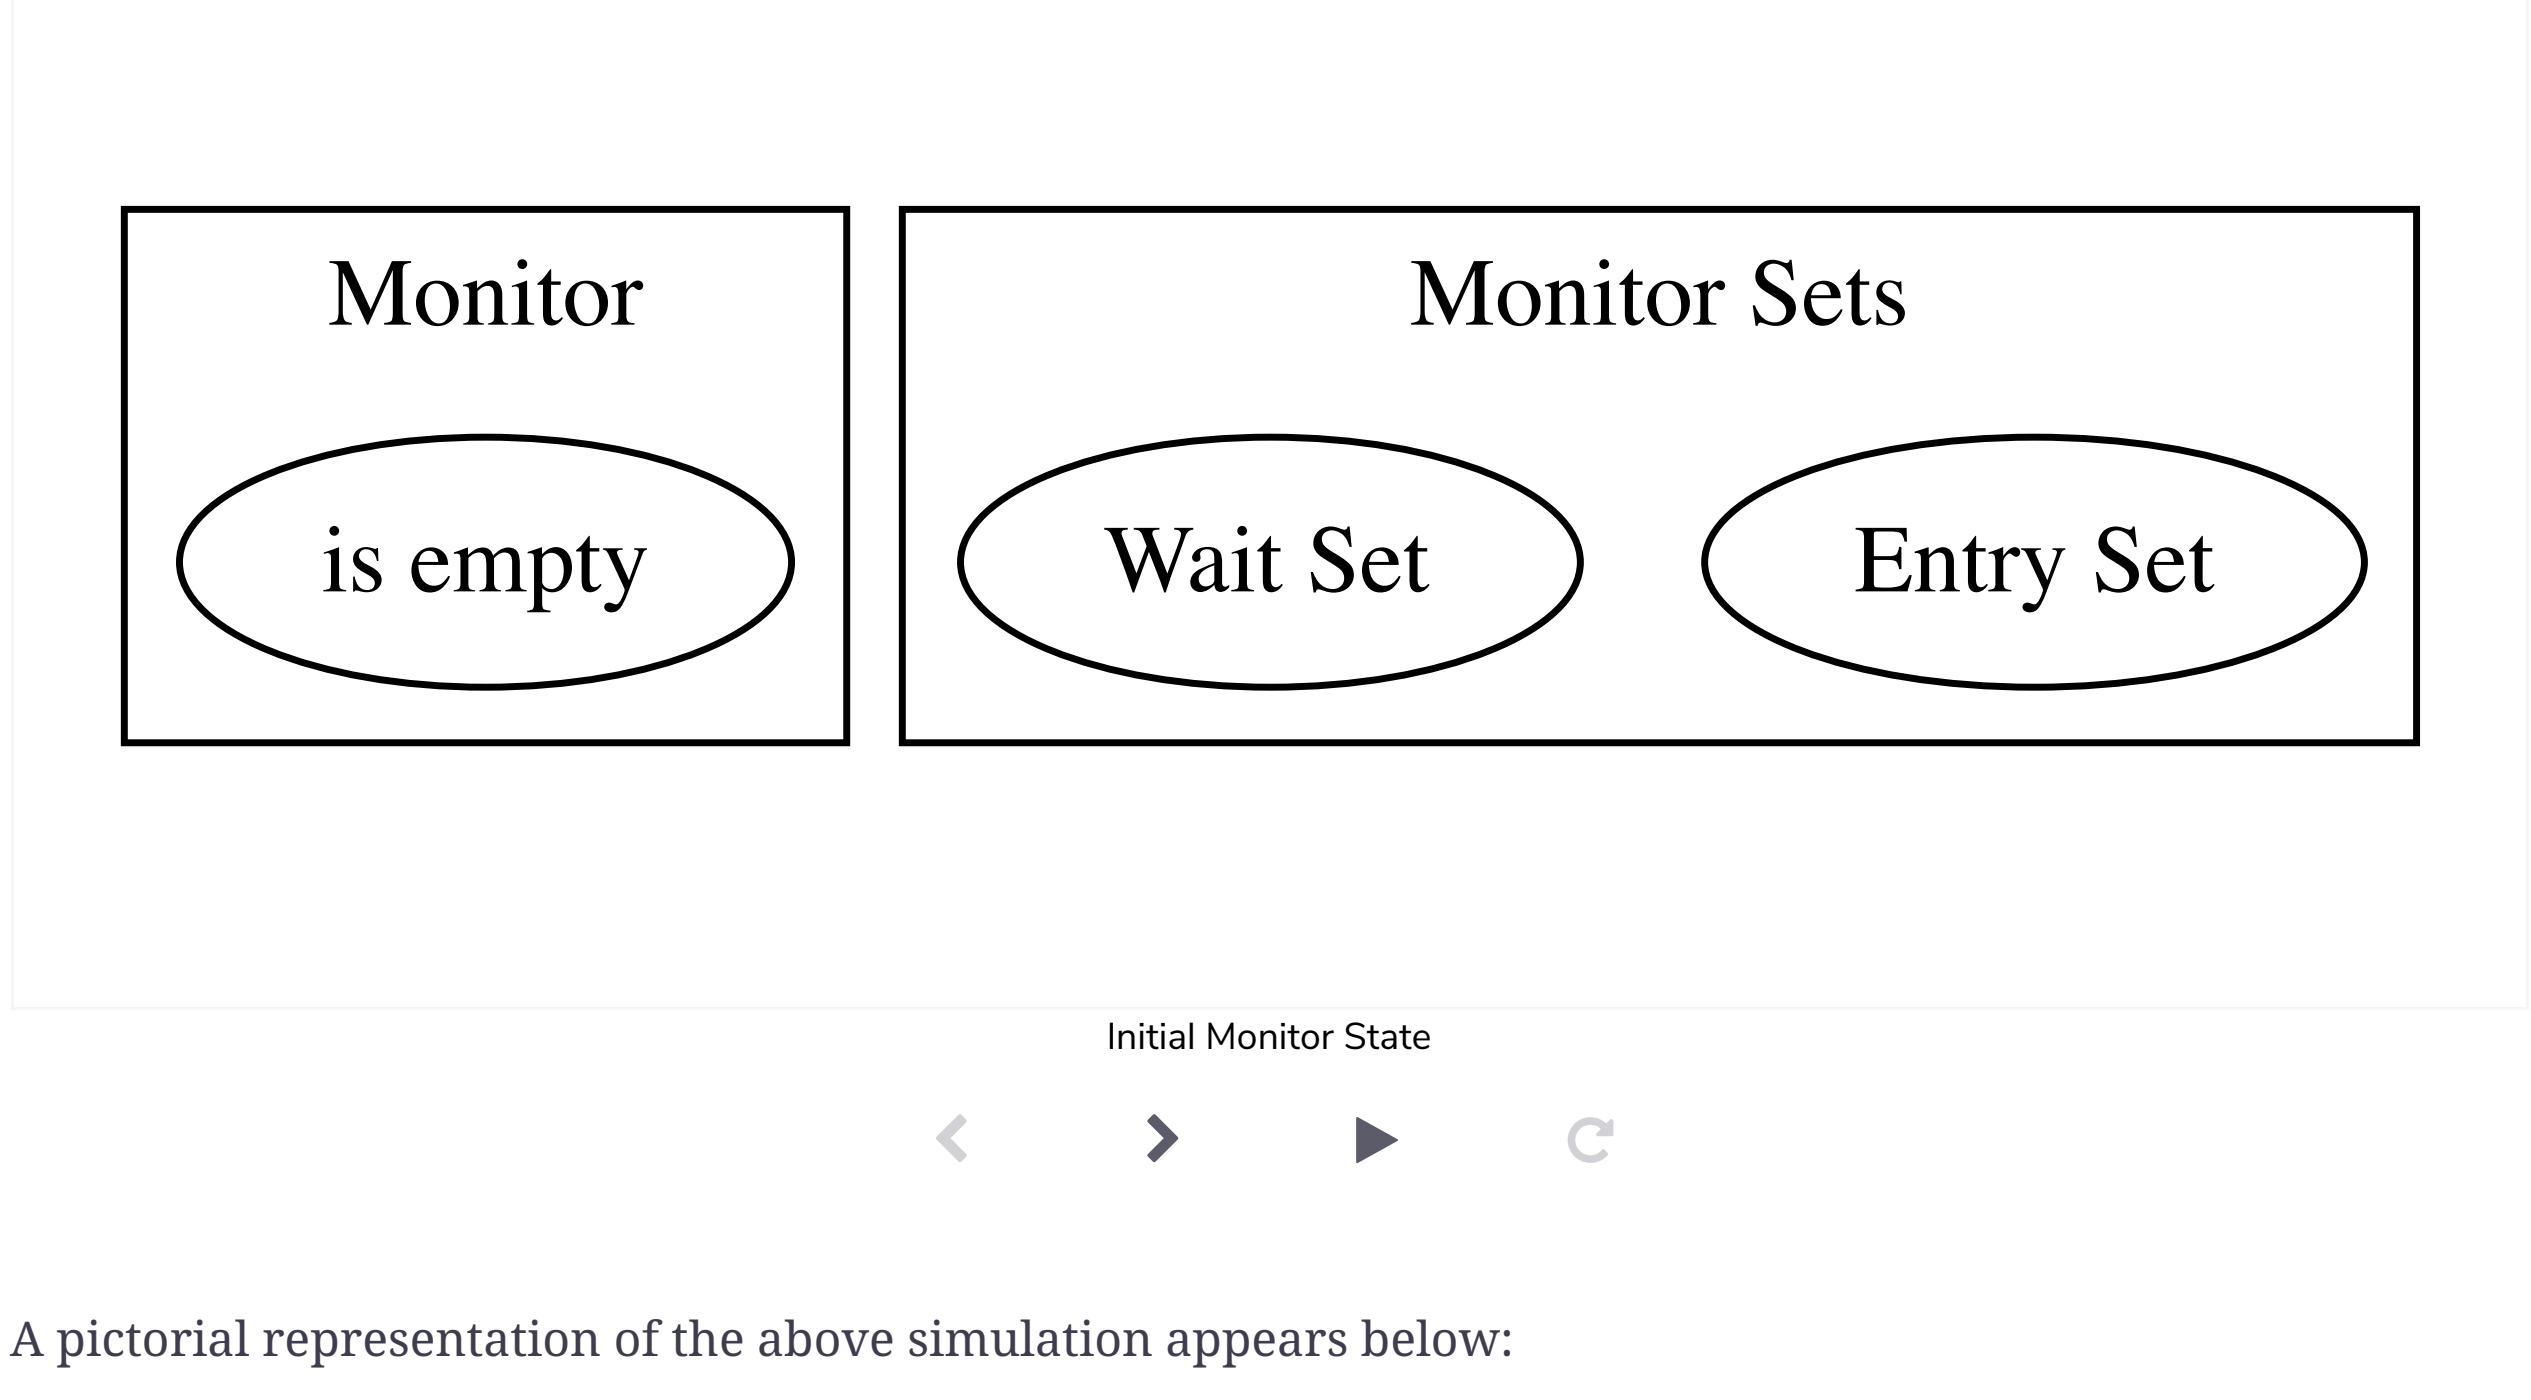 Monitor
Monitor Sets
is empty
Wait Set
Entry Set
Initial Monitor State
A pictorial representation of the above simulation appears below: